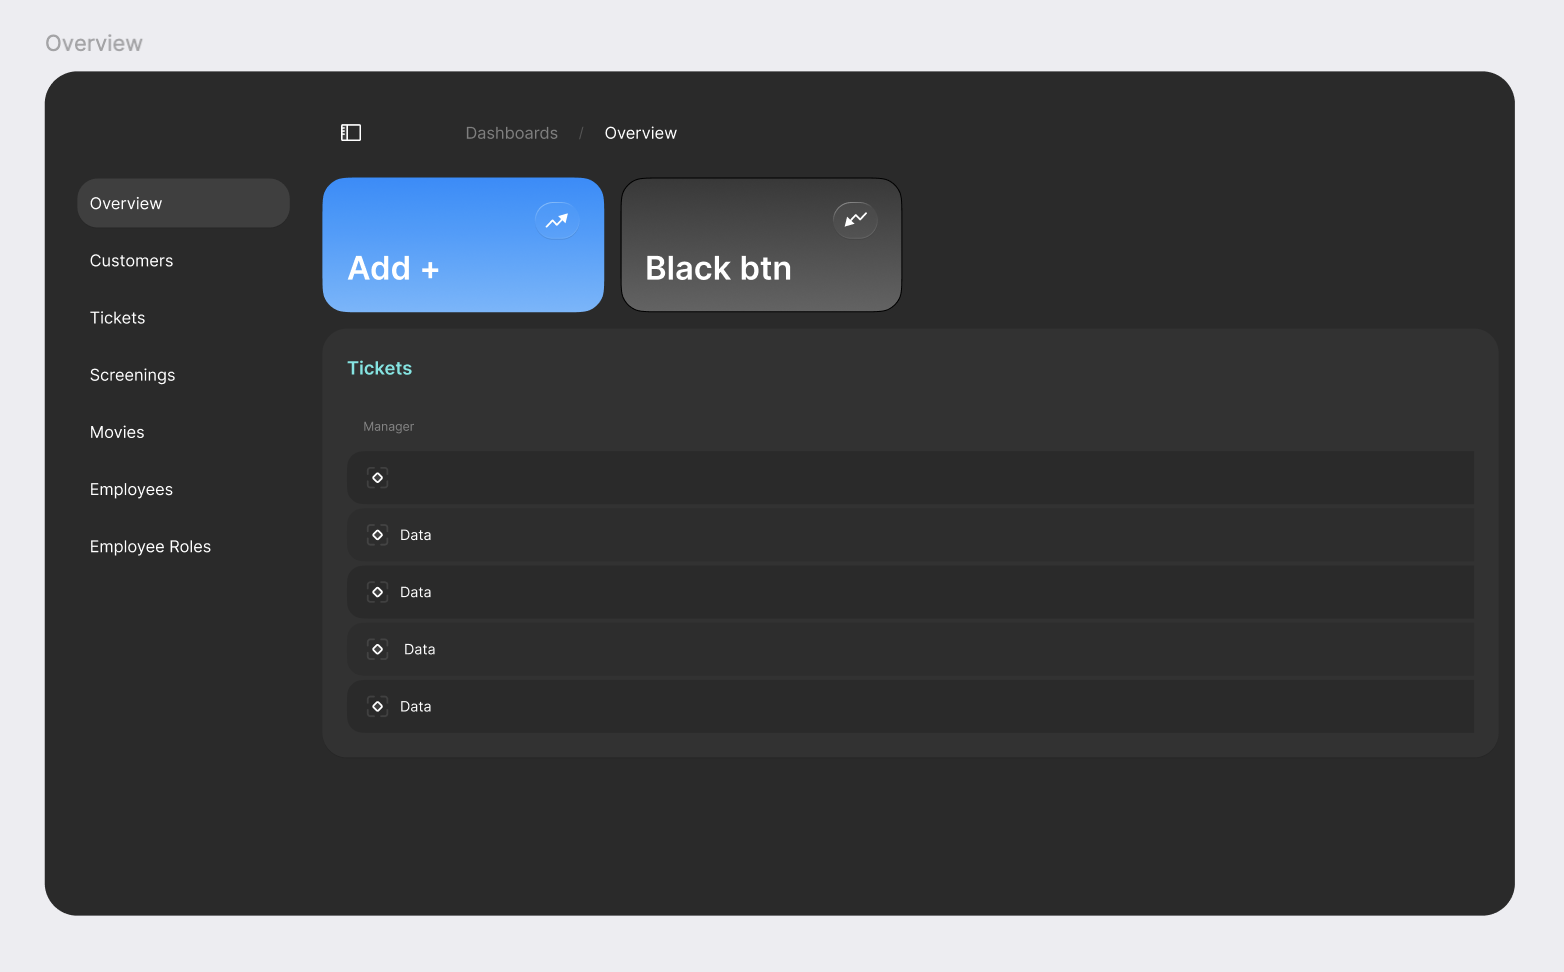 Overview
Dashboards / Overview
Overview
Customers
Tickets
Screenings
Movies
Employees
Employee Roles
Add +
Black btn
Tickets
Manager
Data
Data
Data
Data